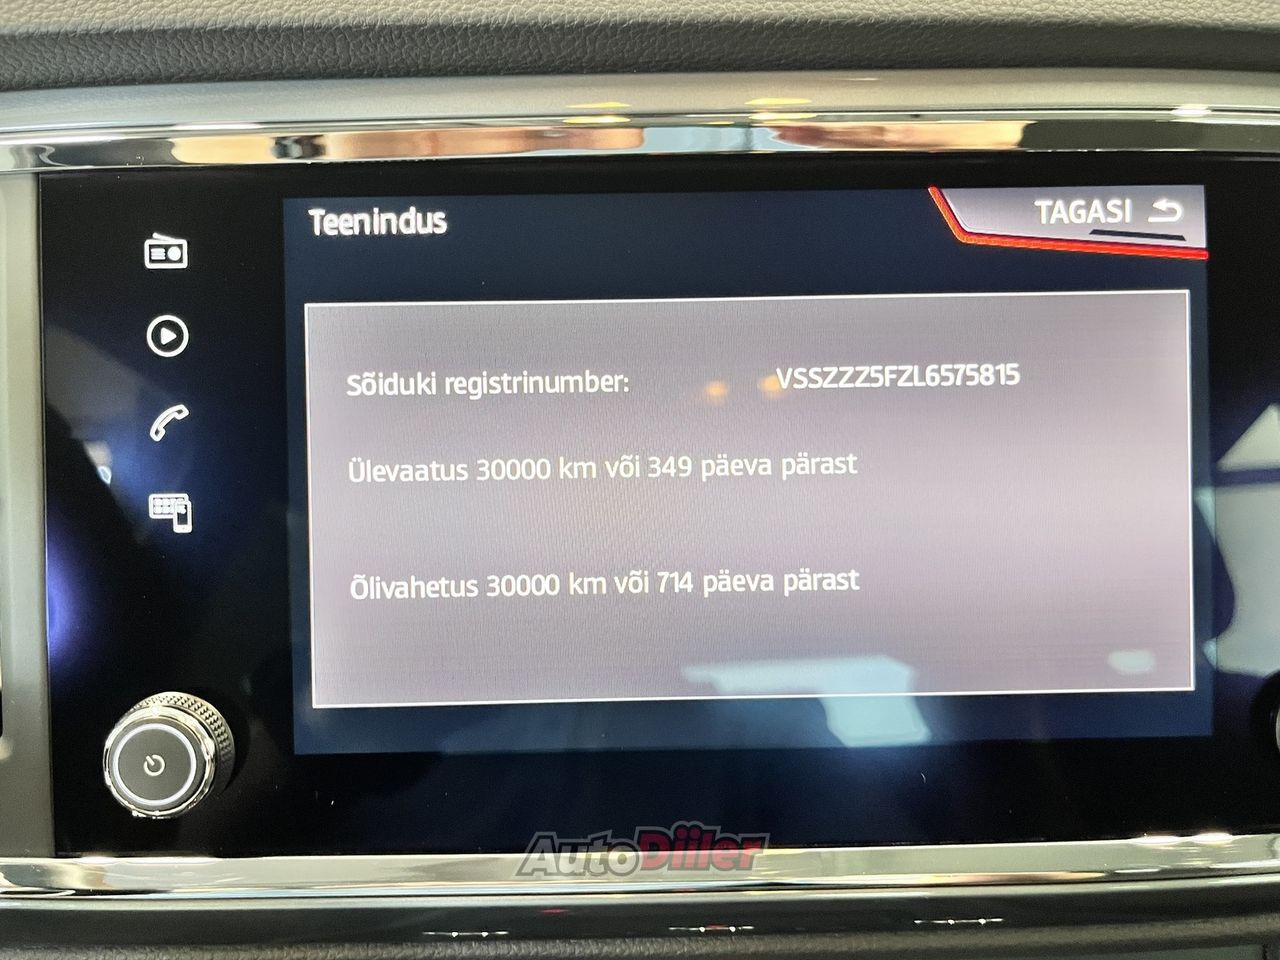 Teenindus
TAGASI
Sõiduki registrinumber: VSSZZZ5FZL6575815
Ülevaatus 30000 km või 349 päeva pärast
Õlivahetus 30000 km või 714 päeva pärast
AutoDiiler